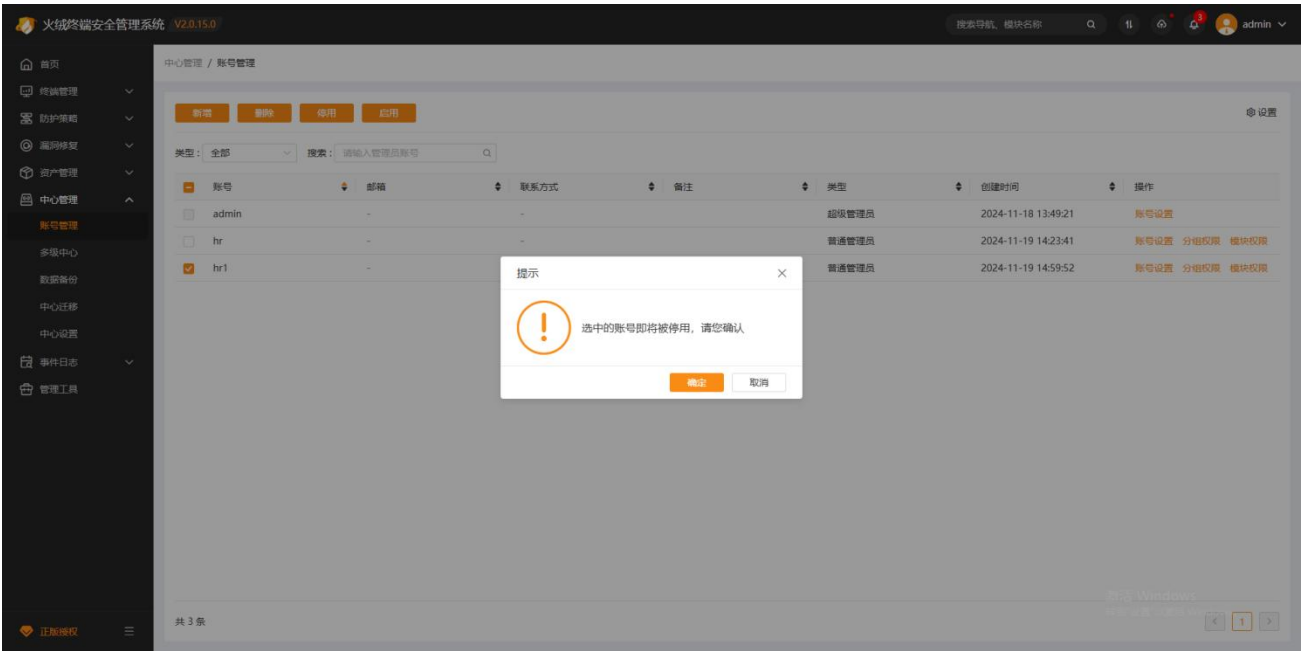 火绒终端安全管理系统 V2.0.15.0 搜索导航、模块名称 3 admin
首页
终端管理
防护策略
漏洞修复
资产管理
中心管理
账号管理
多级中心
数据备份
中心迁移
中心设置
事件日志
管理工具
正版授权
中心管理 / 账号管理
新增 删除 停用 启用 设置
类型: 全部 搜索: 请输入管理员账号
账号 邮箱 联系方式 备注 类型 创建时间 操作
admin - - 超级管理员 2024-11-18 13:49:21 账号设置
hr - - 普通管理员 2024-11-19 14:23:41 账号设置 分组权限 模块权限
hr1 - 普通管理员 2024-11-19 14:59:52 账号设置 分组权限 模块权限
提示
选中的账号即将被停用，请您确认
确定 取消
激活 Windows
共 3 条 1